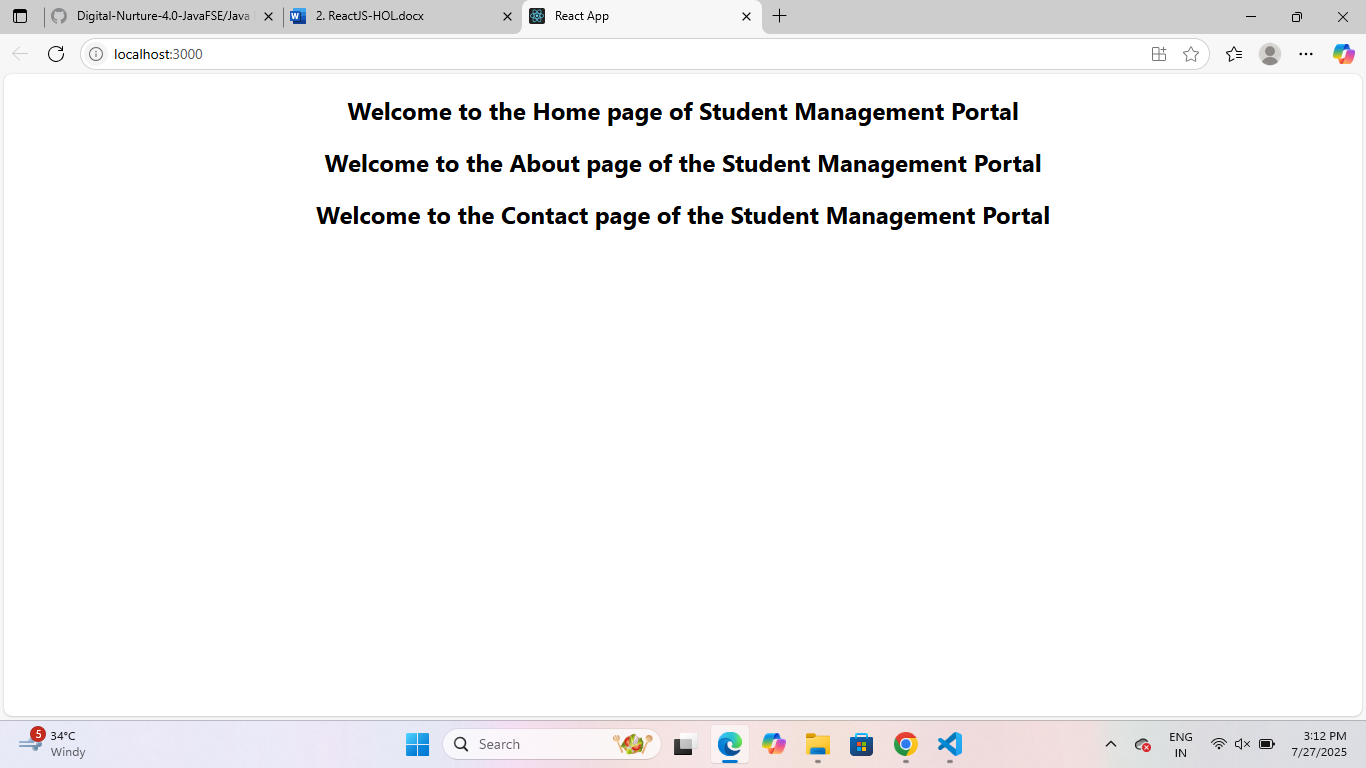 Digital-Nurture-4.0-JavaFSE/Java
2. ReactJS-HOL.docx
React App
localhost:3000
Welcome to the Home page of Student Management Portal
Welcome to the About page of the Student Management Portal
Welcome to the Contact page of the Student Management Portal
5
34°C
Windy
Search
ENG
IN
3:12 PM
7/27/2025